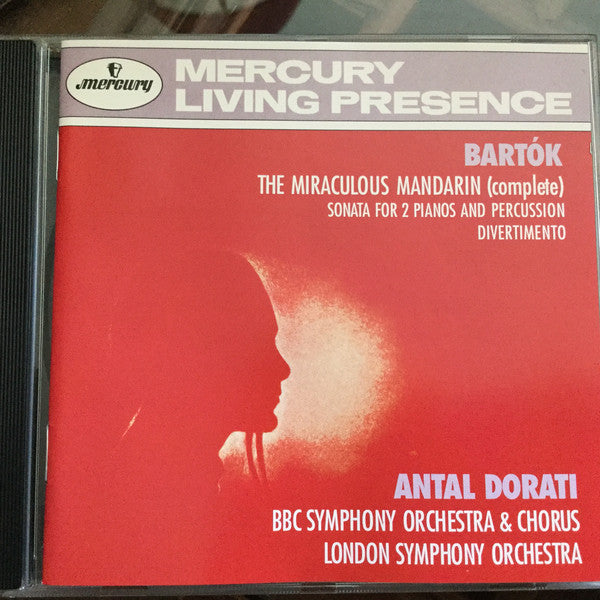 mercury
MERCURY
LIVING PRESENCE
BARTÓK
THE MIRACULOUS MANDARIN (complete)
SONATA FOR 2 PIANOS AND PERCUSSION
DIVERTIMENTO
ANTAL DORATI
BBC SYMPHONY ORCHESTRA & CHORUS
LONDON SYMPHONY ORCHESTRA